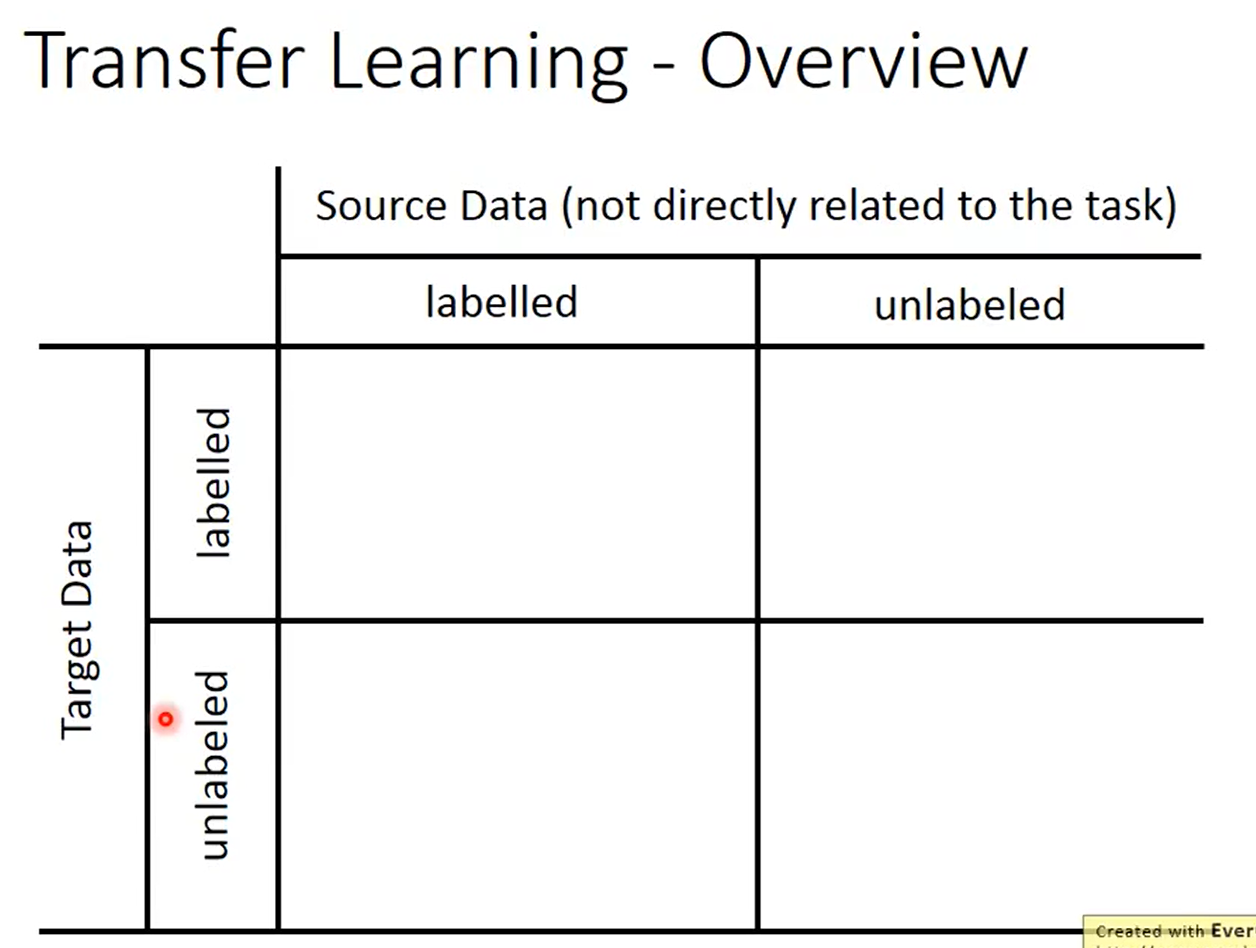 Transfer Learning - Overview
Source Data (not directly related to the task)
labelled
unlabeled
Target Data
labelled
unlabeled
Created with Ever